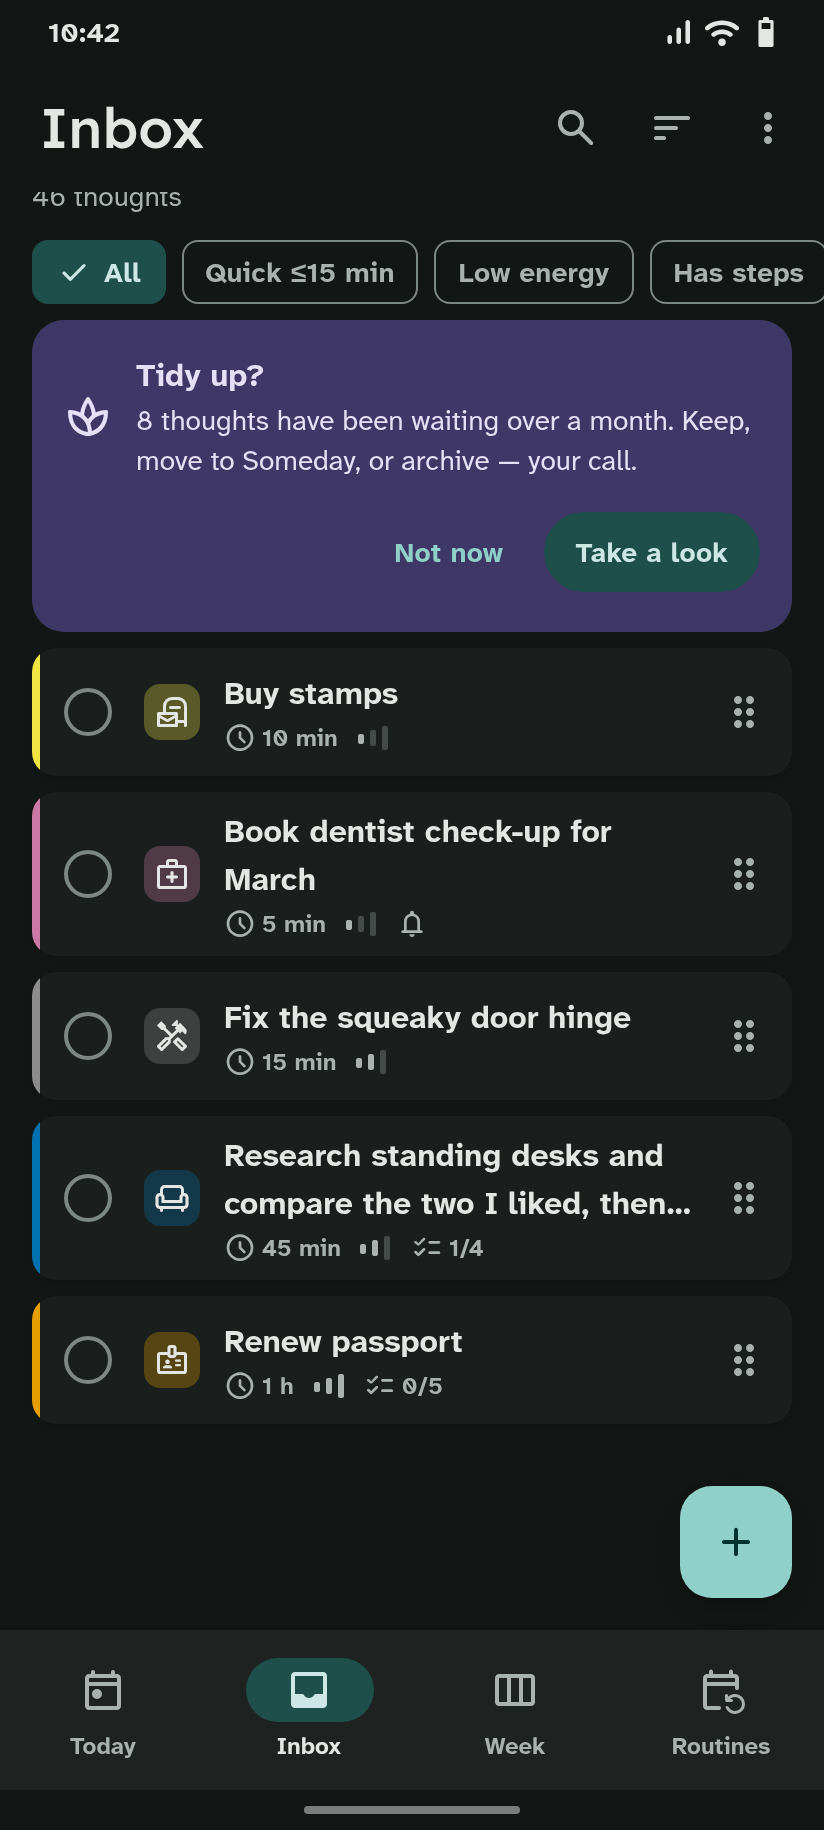 10:42
Inbox
46 thoughts
All
Quick ≤15 min
Low energy
Has steps
Tidy up?
8 thoughts have been waiting over a month. Keep,
move to Someday, or archive — your call.
Not now
Take a look
Buy stamps
10 min
Book dentist check-up for
March
5 min
Fix the squeaky door hinge
15 min
Research standing desks and
compare the two I liked, then...
45 min 1/4
Renew passport
1 h 0/5
Today
Inbox
Week
Routines